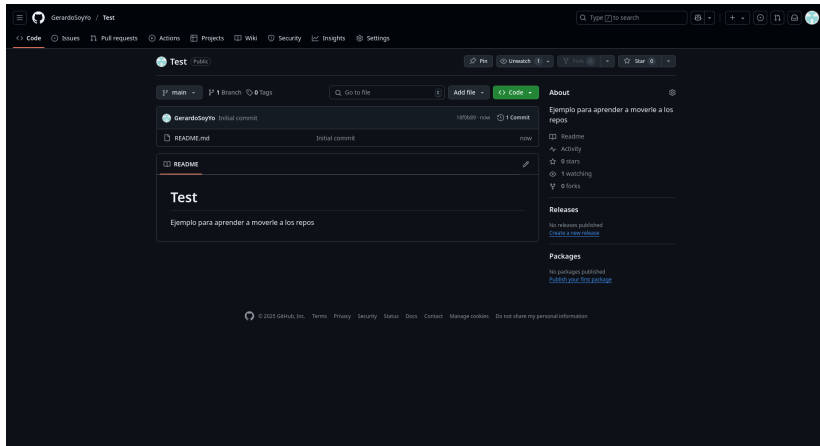 GerardoSoyYo / Test
Type / to search
Code Issues Pull requests Actions Projects Wiki Security Insights Settings
Test Public
Pin Unwatch 1 Fork 0 Star 0
main 1 Branch 0 Tags Go to file t Add file Code
GerardoSoyYo Initial commit 18f0b89 · now 1 Commit
README.md Initial commit now
README
Test
Ejemplo para aprender a moverle a los repos
About
Ejemplo para aprender a moverle a los
repos
Readme
Activity
0 stars
1 watching
0 forks
Releases
No releases published
Create a new release
Packages
No packages published
Publish your first package
© 2025 GitHub, Inc. Terms Privacy Security Status Docs Contact Manage cookies Do not share my personal information